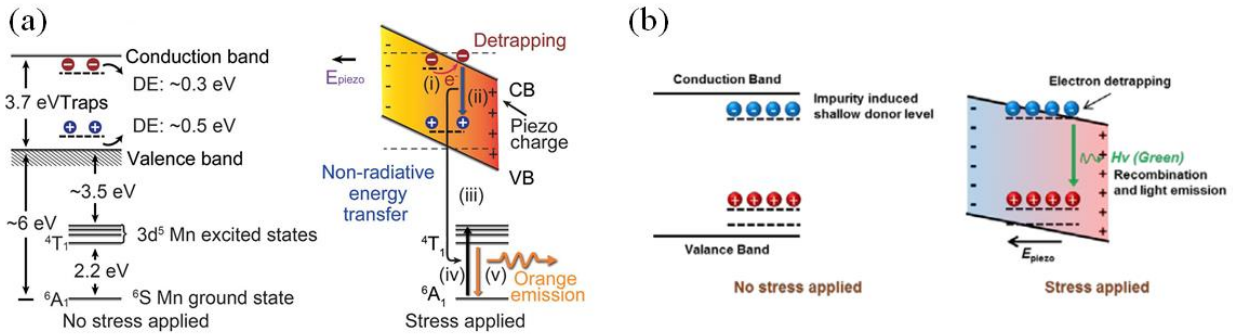 (a)
Conduction band
DE: ~0.3 eV
3.7 eV Traps
DE: ~0.5 eV
Valence band
~3.5 eV
~6 eV
3d⁵ Mn excited states
⁴T₁
2.2 eV
⁶A₁
⁶S Mn ground state
No stress applied
Detrapping
E_piezo
(i)
e⁻
(ii)
CB
Piezo
charge
VB
Non-radiative
energy
transfer
(iii)
⁴T₁
(iv)
(v)
Orange
emission
⁶A₁
Stress applied
(b)
Conduction Band
Impurity induced
shallow donor level
Valance Band
No stress applied
Electron detrapping
Hv (Green)
Recombination
and light emission
E_piezo
Stress applied